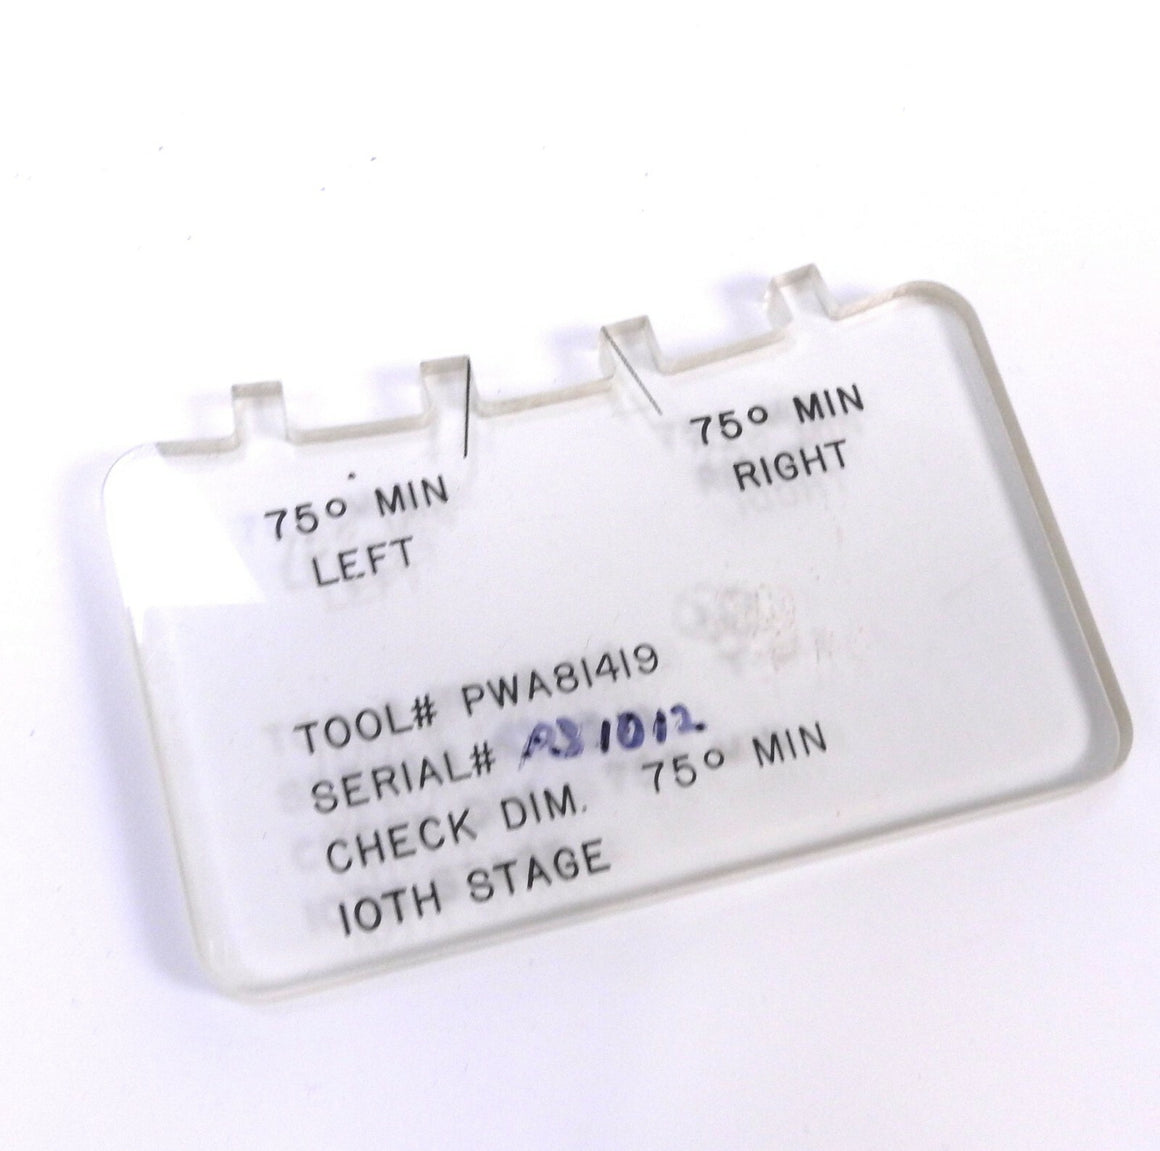 75° MIN
LEFT
75° MIN
RIGHT
TOOL# PWA81419
SERIAL# AS1012
CHECK DIM. 75° MIN
10TH STAGE